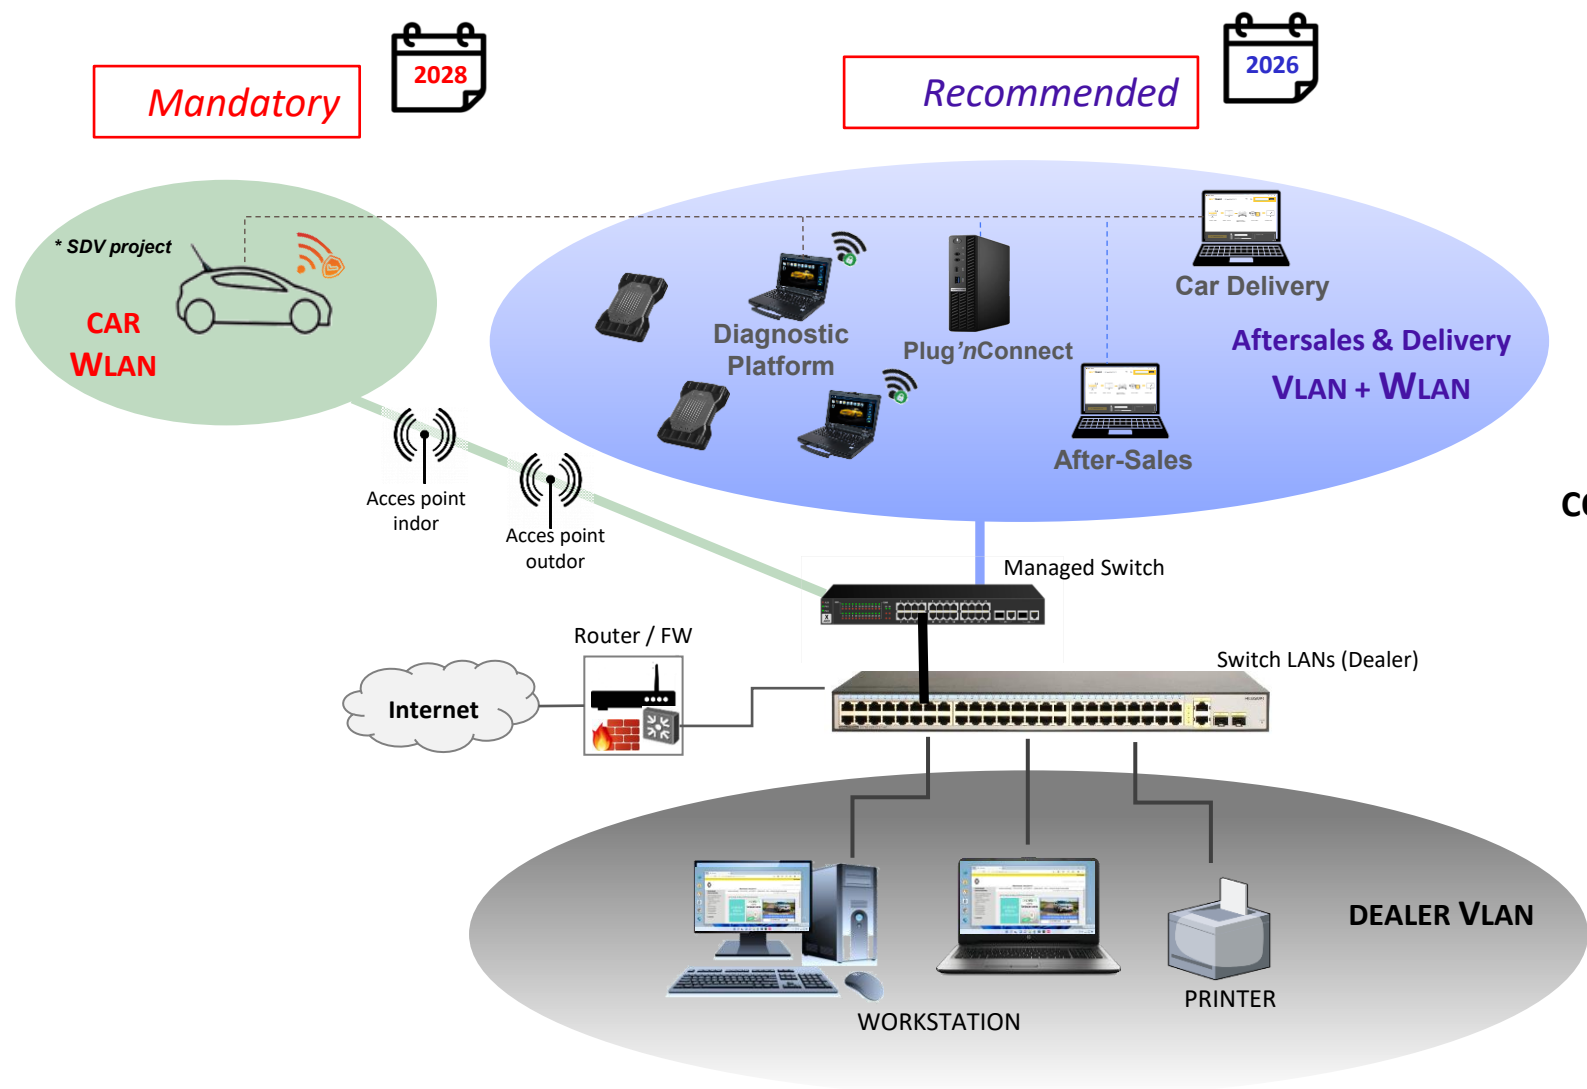 Mandatory
2028
Recommended
2026
* SDV project
CAR
WLAN
Diagnostic
Platform
Plug'nConnect
Car Delivery
After-Sales
Aftersales & Delivery
VLAN + WLAN
Acces point
indor
Acces point
outdor
Managed Switch
Router / FW
Switch LANs (Dealer)
Internet
DEALER VLAN
WORKSTATION
PRINTER